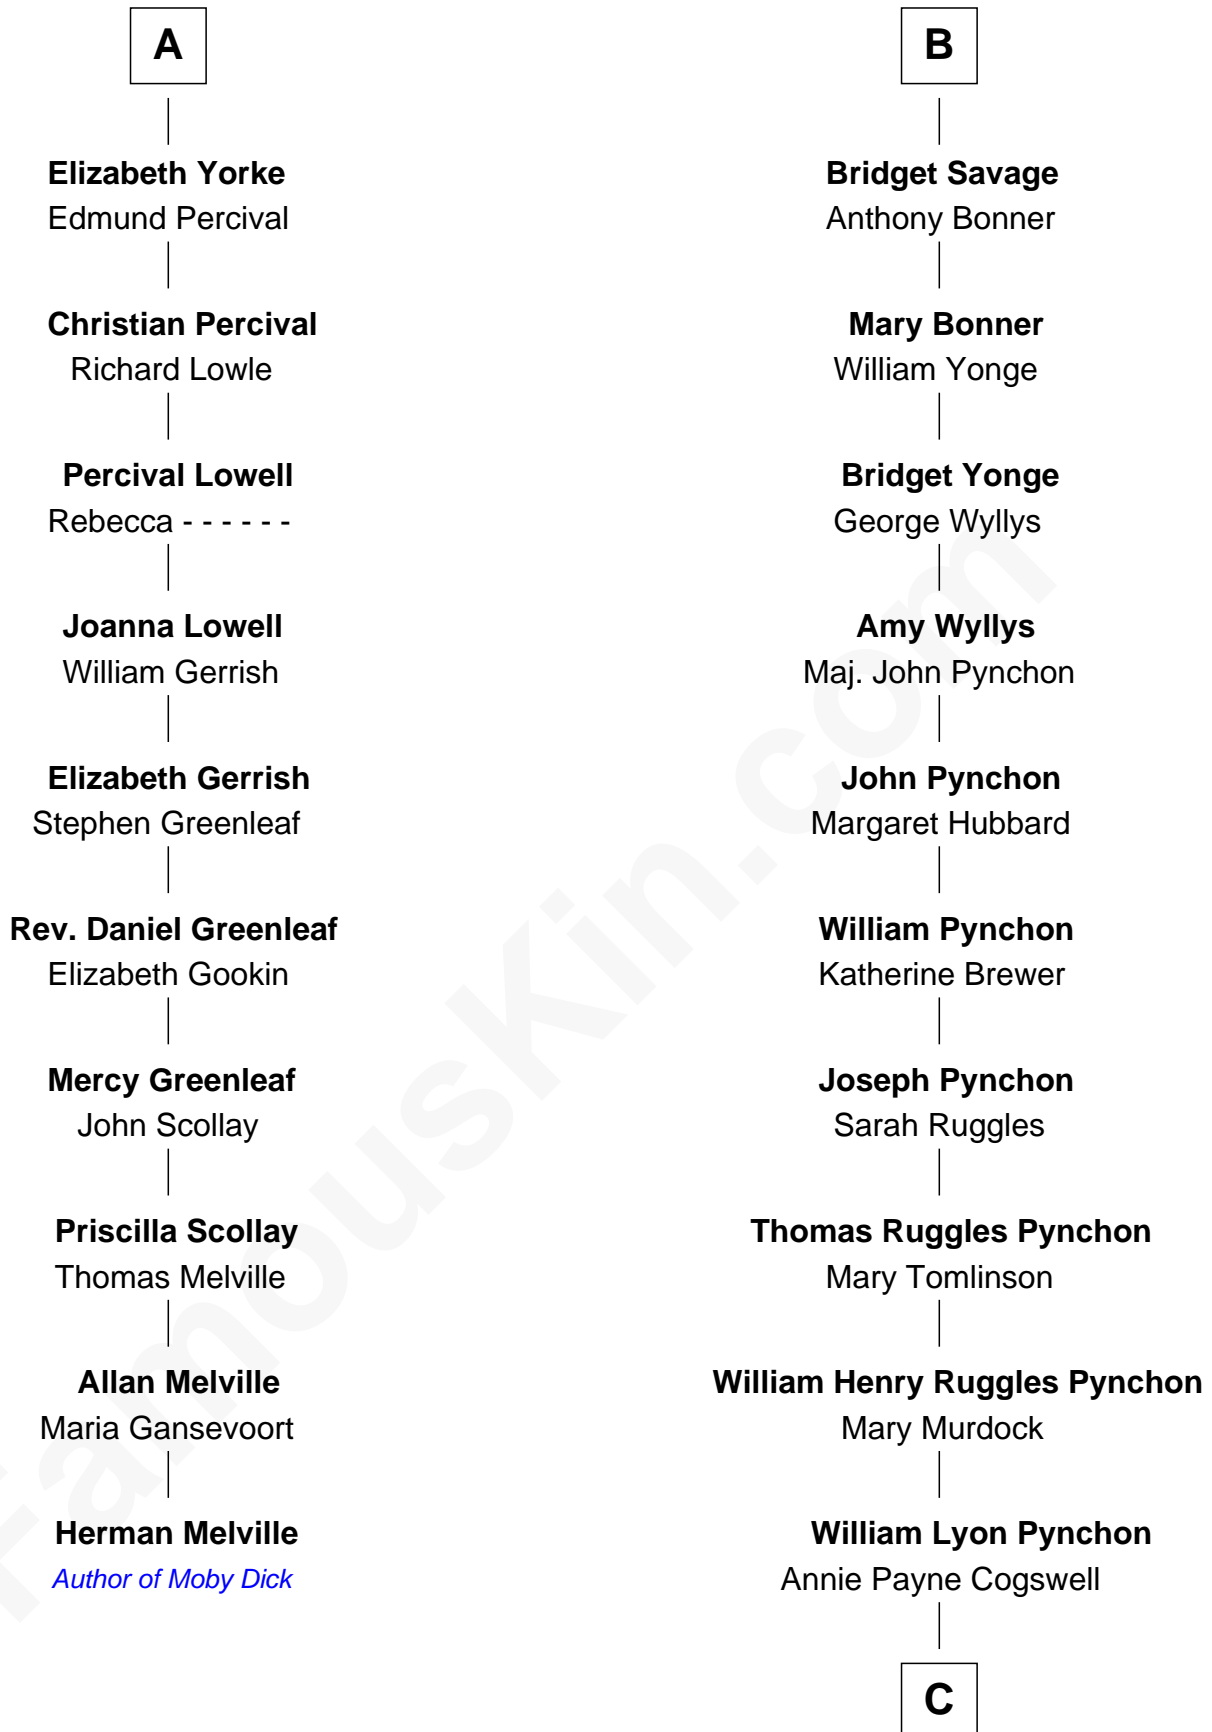 A
Elizabeth Yorke
Edmund Percival
Christian Percival
Richard Lowle
Percival Lowell
Rebecca - - - - - -
Joanna Lowell
William Gerrish
Elizabeth Gerrish
Stephen Greenleaf
Rev. Daniel Greenleaf
Elizabeth Gookin
Mercy Greenleaf
John Scollay
Priscilla Scollay
Thomas Melville
Allan Melville
Maria Gansevoort
Herman Melville
Author of Moby Dick
B
Bridget Savage
Anthony Bonner
Mary Bonner
William Yonge
Bridget Yonge
George Wyllys
Amy Wyllys
Maj. John Pynchon
John Pynchon
Margaret Hubbard
William Pynchon
Katherine Brewer
Joseph Pynchon
Sarah Ruggles
Thomas Ruggles Pynchon
Mary Tomlinson
William Henry Ruggles Pynchon
Mary Murdock
William Lyon Pynchon
Annie Payne Cogswell
C
FamousKin.com